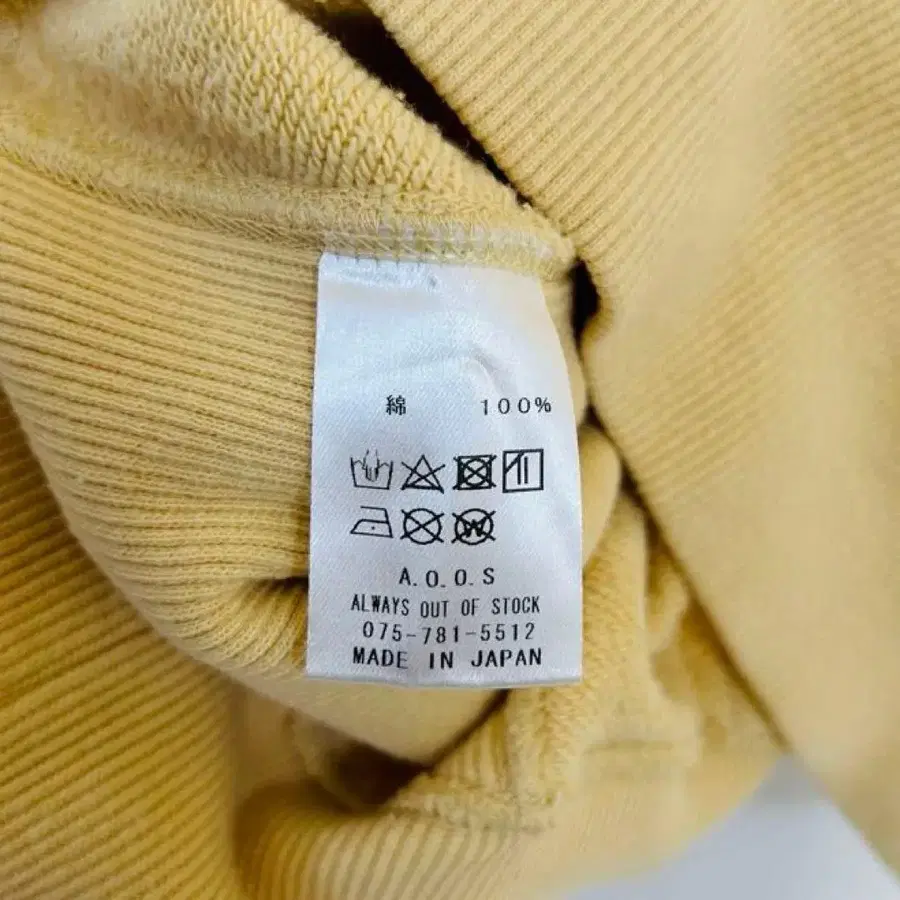 綿 100%
A.O.O.S
ALWAYS OUT OF STOCK
075-781-5512
MADE IN JAPAN